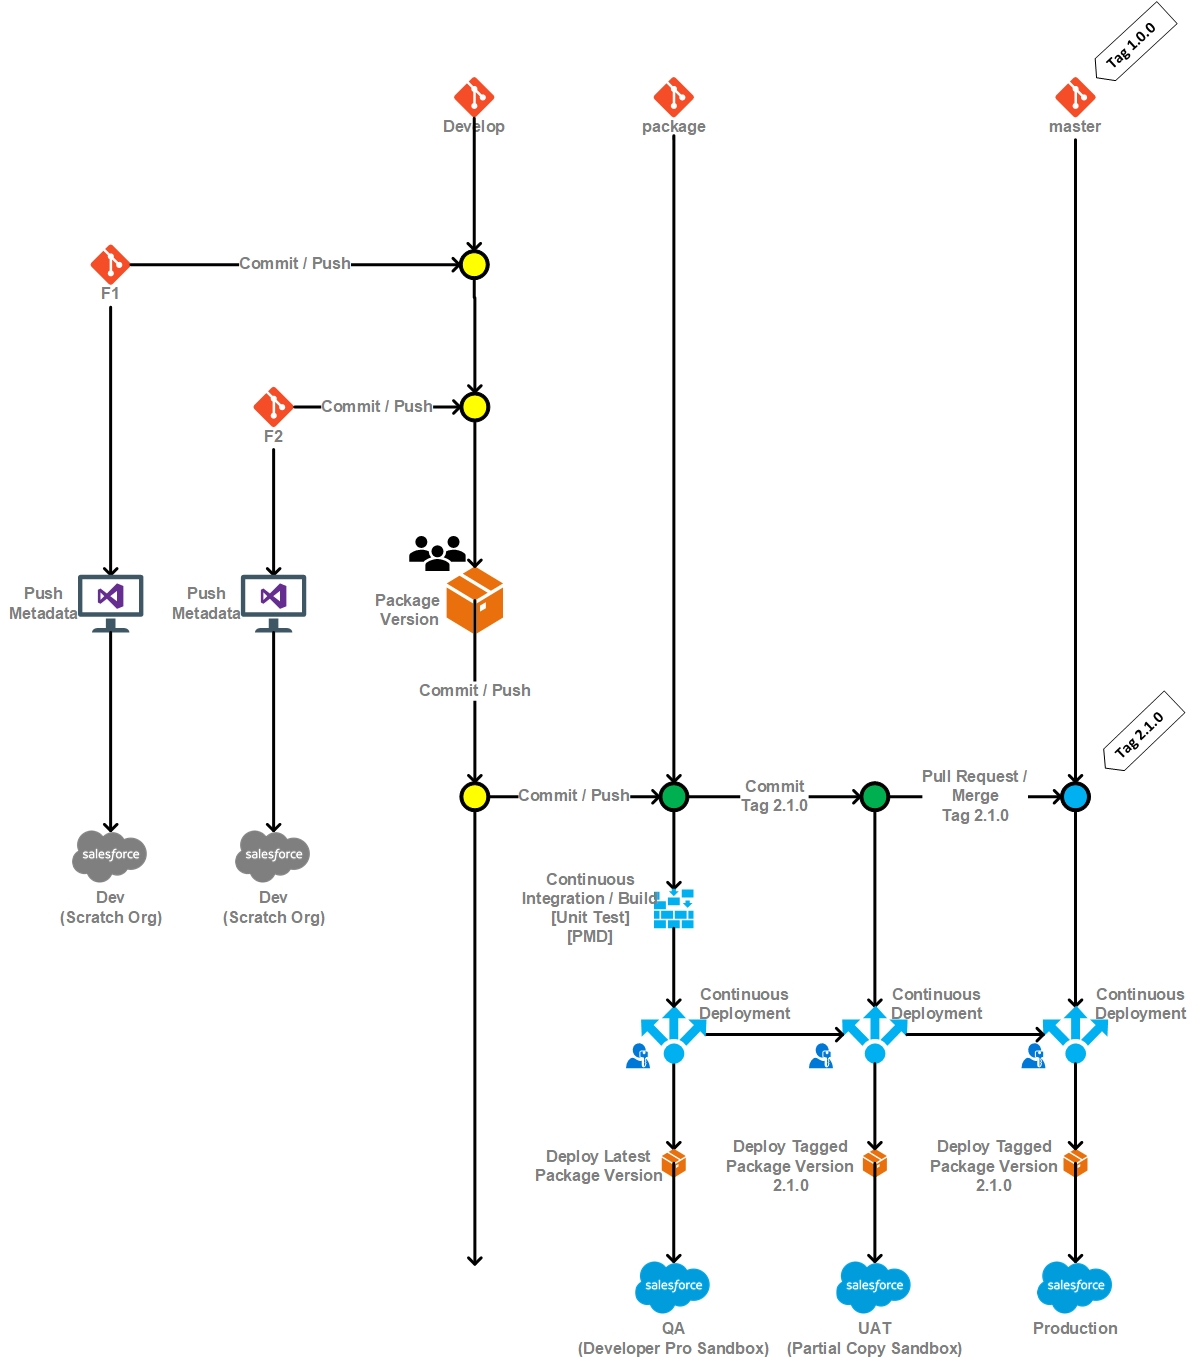 Tag 1.0.0
Develop
package
master
Commit / Push
F1
Commit / Push
F2
Push
Metadata
Push
Metadata
Package
Version
Commit / Push
Tag 2.1.0
Commit / Push
Commit
Tag 2.1.0
Pull Request /
Merge
Tag 2.1.0
salesforce
Dev
(Scratch Org)
salesforce
Dev
(Scratch Org)
Continuous
Integration / Build
[Unit Test]
[PMD]
Continuous
Deployment
Continuous
Deployment
Continuous
Deployment
Deploy Latest
Package Version
Deploy Tagged
Package Version
2.1.0
Deploy Tagged
Package Version
2.1.0
salesforce
QA
(Developer Pro Sandbox)
salesforce
UAT
(Partial Copy Sandbox)
salesforce
Production